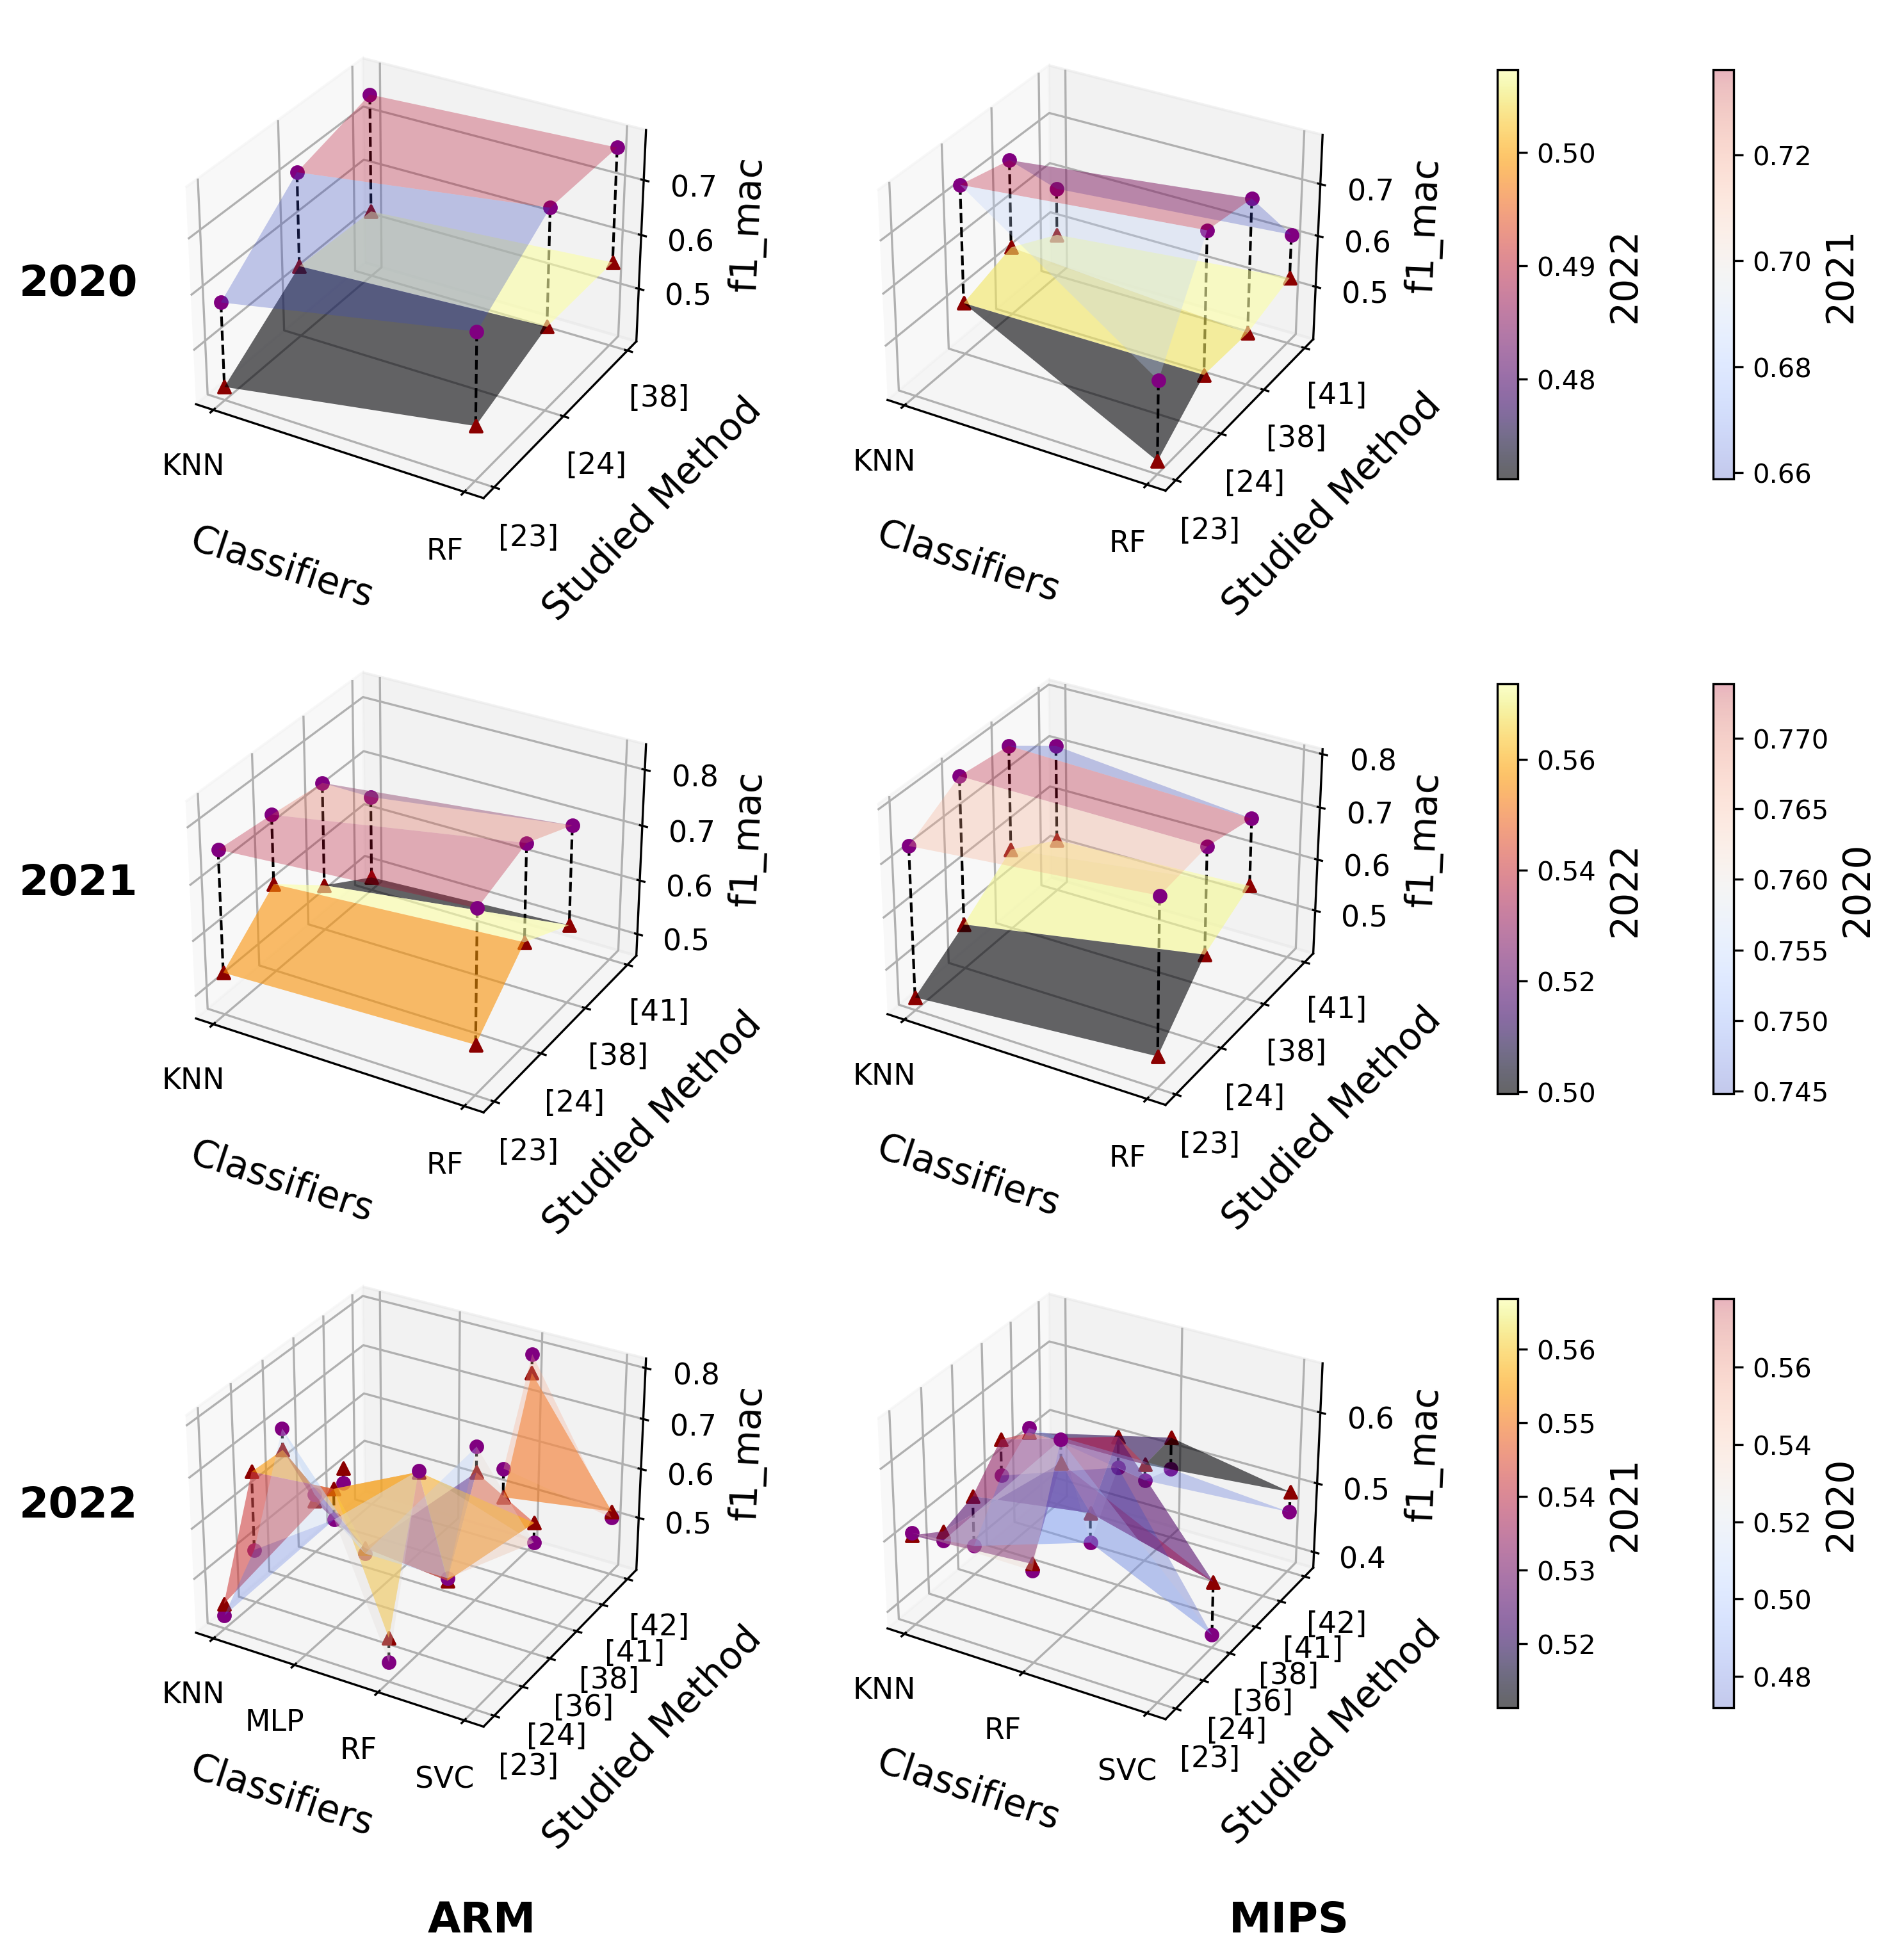 2020
0.7
0.6
0.5
f1_mac
KNN
RF
Classifiers
[23]
[24]
[38]
Studied Method
0.7
0.6
0.5
f1_mac
KNN
RF
Classifiers
[23]
[24]
[38]
[41]
Studied Method
0.50
0.49
0.48
2022
0.72
0.70
0.68
0.66
2021
2021
0.8
0.7
0.6
0.5
f1_mac
KNN
RF
Classifiers
[23]
[24]
[38]
[41]
Studied Method
0.8
0.7
0.6
0.5
f1_mac
KNN
RF
Classifiers
[23]
[24]
[38]
[41]
Studied Method
0.56
0.54
0.52
0.50
2022
0.770
0.765
0.760
0.755
0.750
0.745
2020
2022
0.8
0.7
0.6
0.5
f1_mac
KNN
MLP
RF
SVC
Classifiers
[23]
[24]
[36]
[38]
[41]
[42]
Studied Method
0.6
0.5
0.4
f1_mac
KNN
RF
SVC
Classifiers
[23]
[24]
[36]
[38]
[41]
[42]
Studied Method
0.56
0.55
0.54
0.53
0.52
2021
0.56
0.54
0.52
0.50
0.48
2020
ARM
MIPS